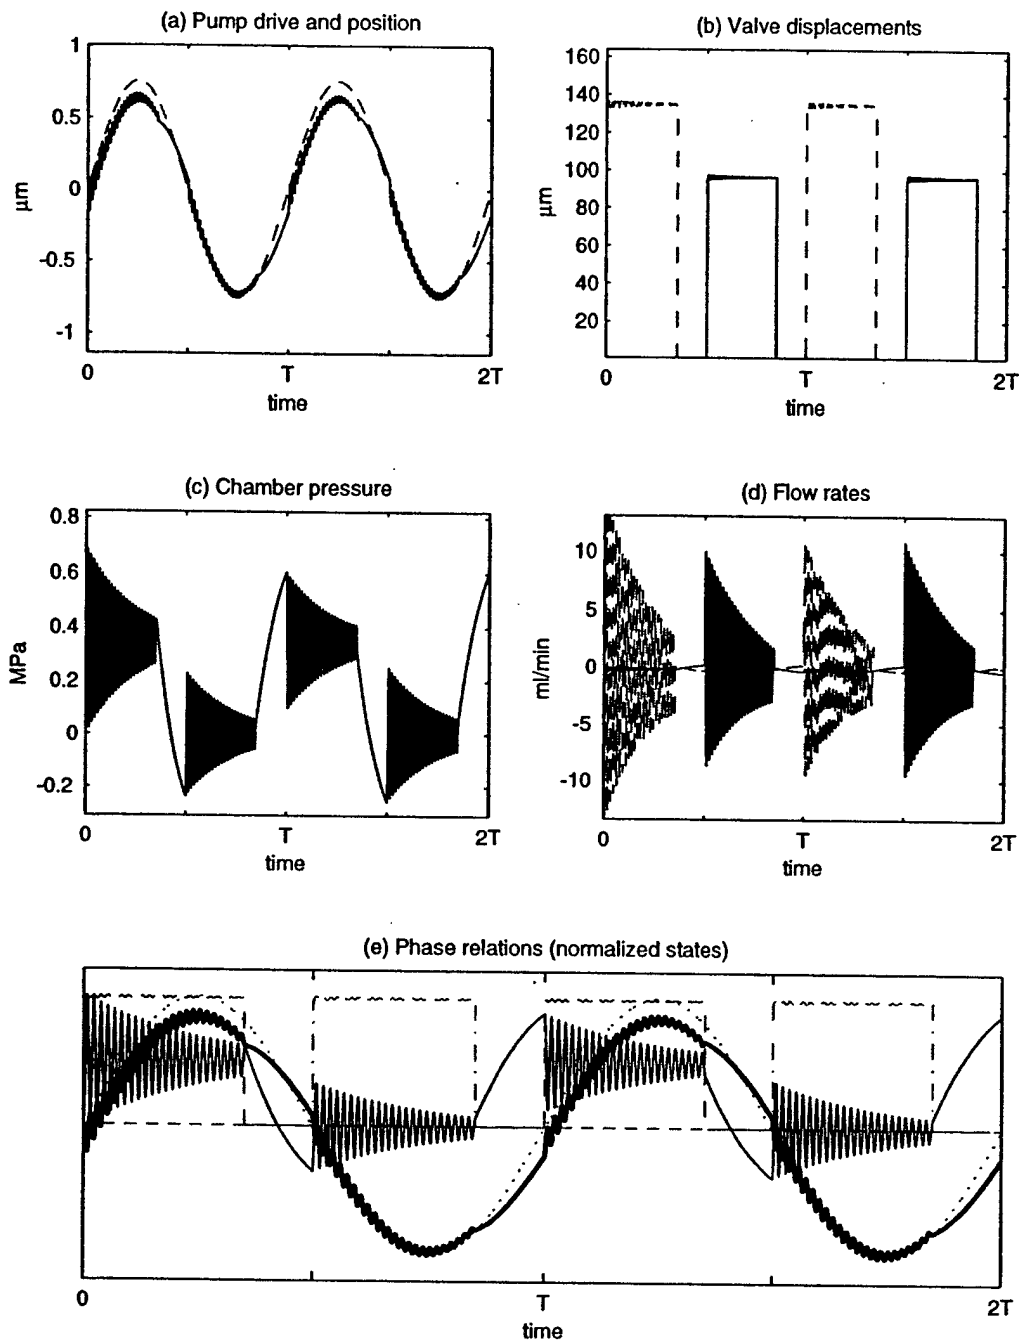 (a) Pump drive and position
1
0.5
0
-0.5
-1
µm
0
T
2T
time
(b) Valve displacements
160
140
120
100
80
60
40
20
µm
0
T
2T
time
(c) Chamber pressure
0.8
0.6
0.4
0.2
0
-0.2
MPa
0
T
2T
time
(d) Flow rates
10
5
0
-5
-10
ml/min
0
T
2T
time
(e) Phase relations (normalized states)
0
T
2T
time